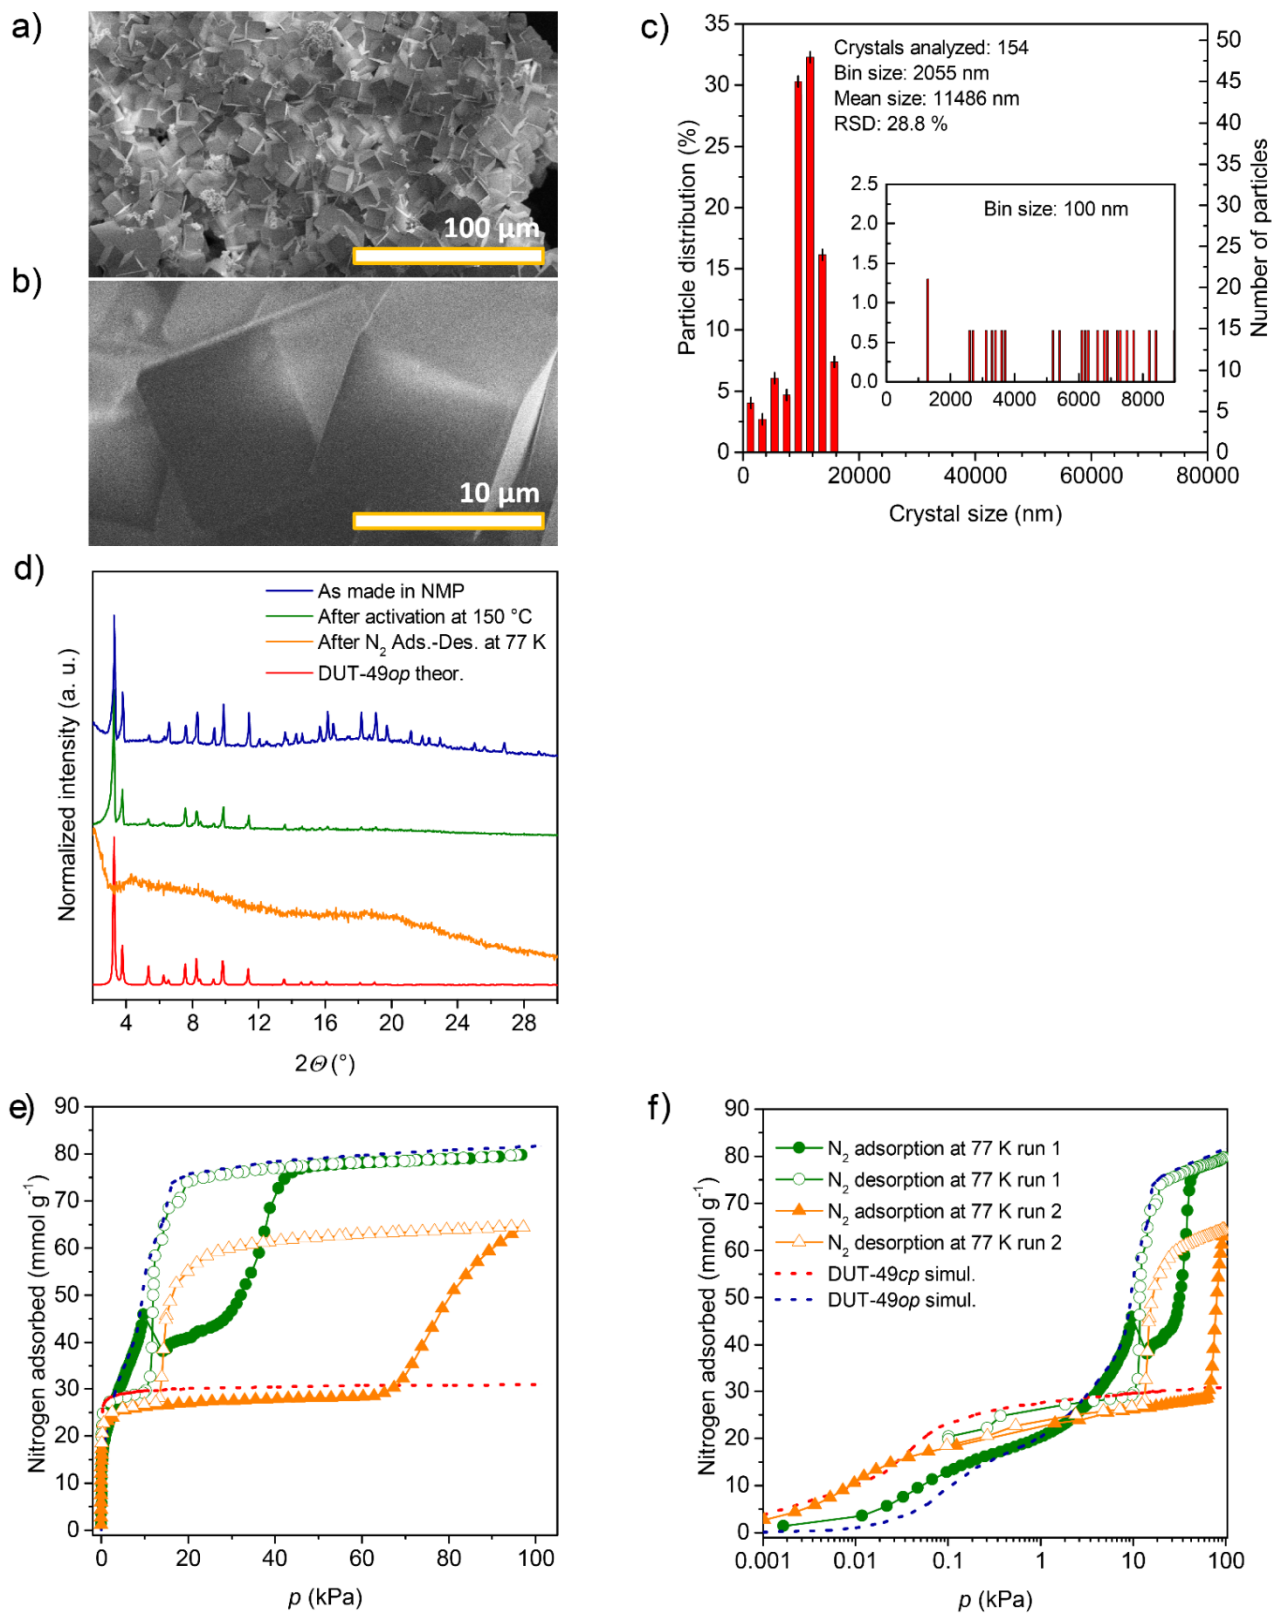 a)
100 µm
b)
10 µm
c)
Crystals analyzed: 154
Bin size: 2055 nm
Mean size: 11486 nm
RSD: 28.8 %
Particle distribution (%)
35
30
25
20
15
10
5
0
Number of particles
50
45
40
35
30
25
20
15
10
5
0
Bin size: 100 nm
2.5
2.0
1.5
1.0
0.5
0.0
0 2000 4000 6000 8000
0 20000 40000 60000 80000
Crystal size (nm)
d)
As made in NMP
After activation at 150 °C
After N₂ Ads.-Des. at 77 K
DUT-49op theor.
Normalized intensity (a. u.)
4 8 12 16 20 24 28
2Θ (°)
e)
Nitrogen adsorbed (mmol g⁻¹)
90
80
70
60
50
40
30
20
10
0
0 20 40 60 80 100
p (kPa)
f)
N₂ adsorption at 77 K run 1
N₂ desorption at 77 K run 1
N₂ adsorption at 77 K run 2
N₂ desorption at 77 K run 2
DUT-49cp simul.
DUT-49op simul.
Nitrogen adsorbed (mmol g⁻¹)
90
80
70
60
50
40
30
20
10
0
0.001 0.01 0.1 1 10 100
p (kPa)